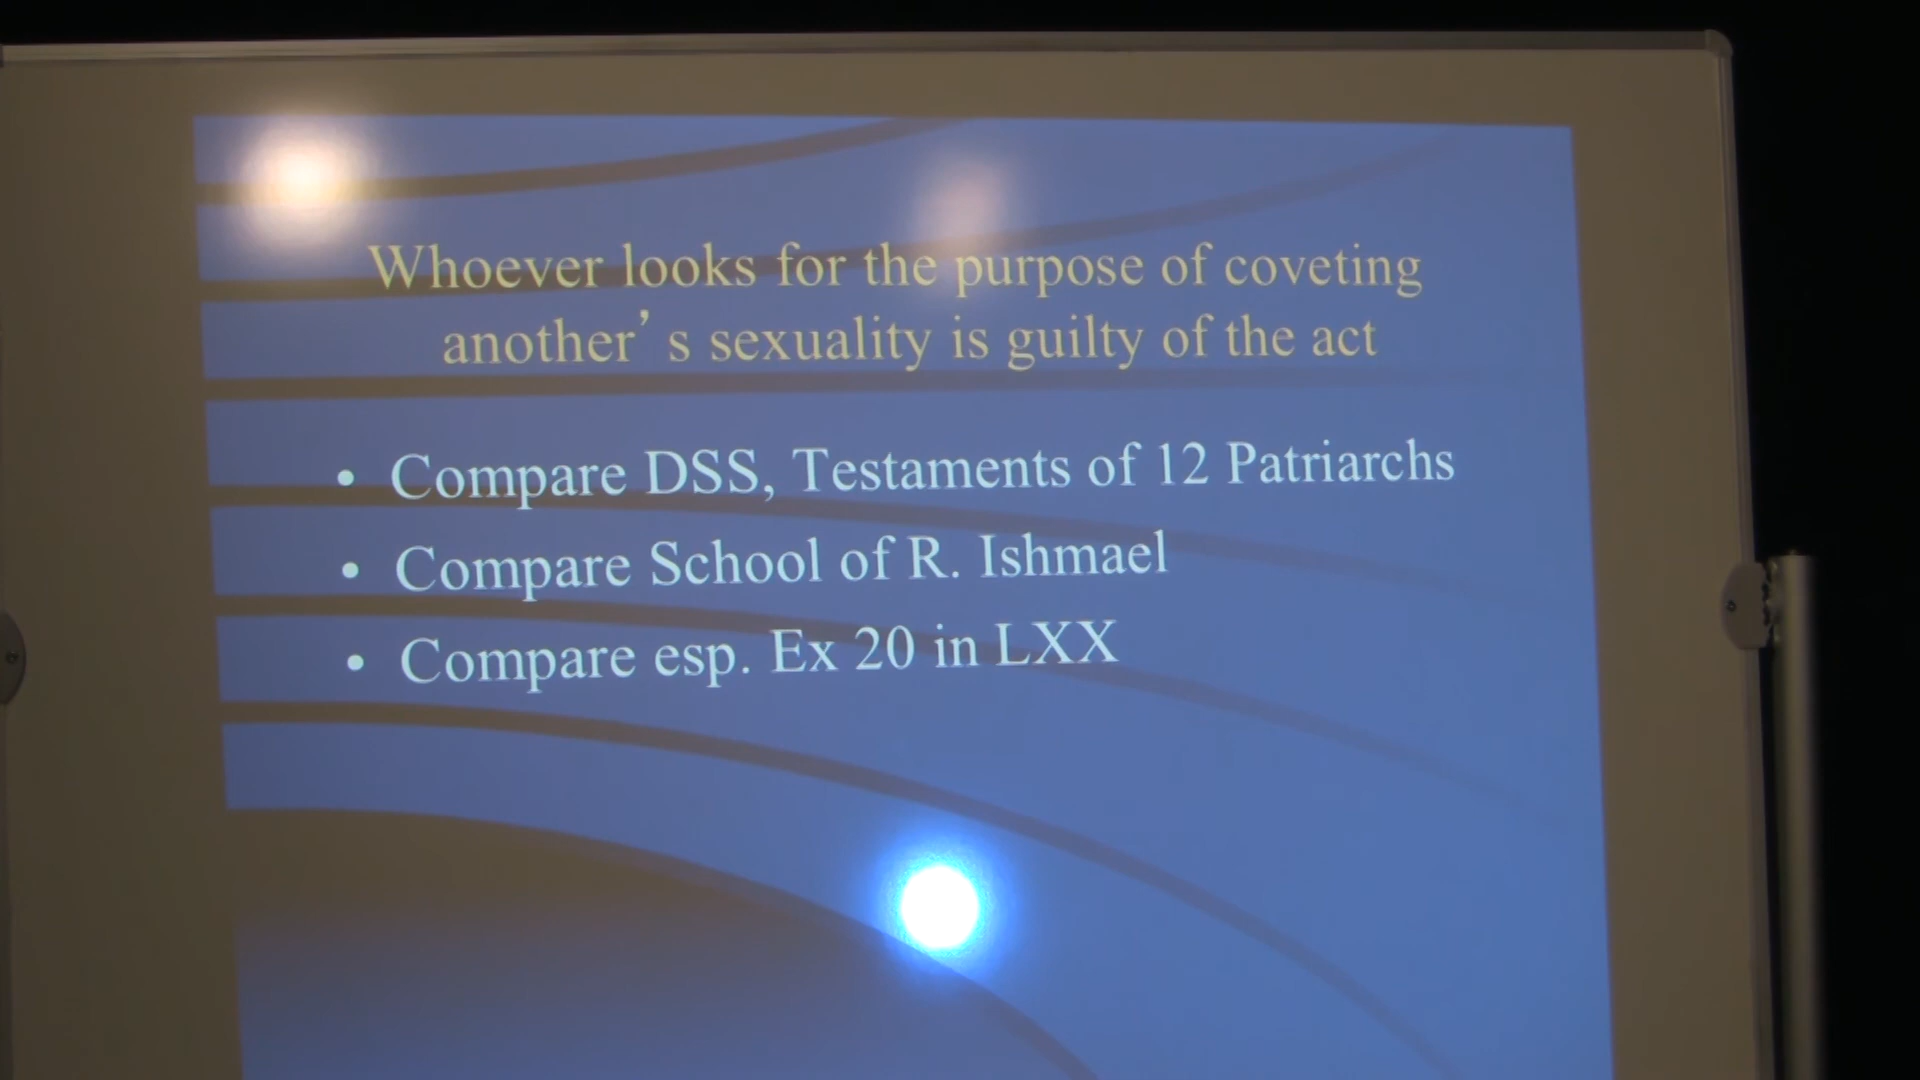 Whoever looks for the purpose of coveting
another's sexuality is guilty of the act
• Compare DSS, Testaments of 12 Patriarchs
• Compare School of R. Ishmael
• Compare esp. Ex 20 in LXX